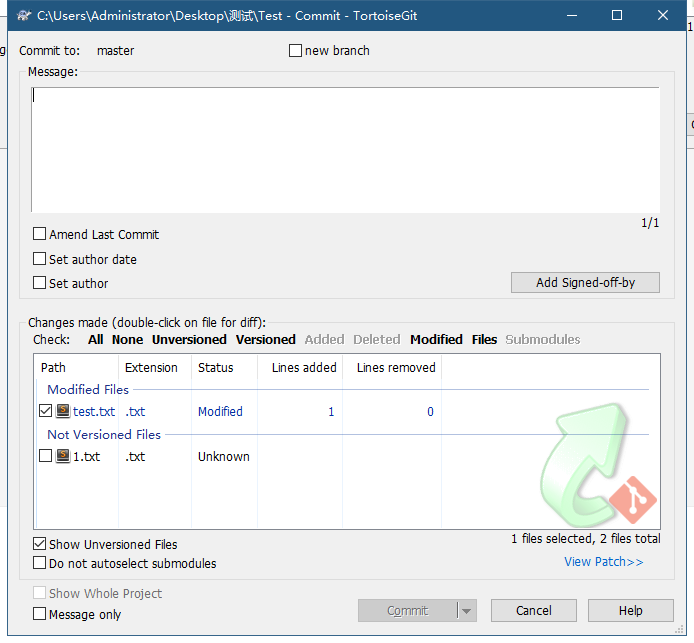 C:\Users\Administrator\Desktop\测试\Test - Commit - TortoiseGit
Commit to: master new branch
Message:
1/1
Amend Last Commit
Set author date
Set author
Add Signed-off-by
Changes made (double-click on file for diff):
Check: All None Unversioned Versioned Added Deleted Modified Files Submodules
Path Extension Status Lines added Lines removed
Modified Files
test.txt .txt Modified 1 0
Not Versioned Files
1.txt .txt Unknown
Show Unversioned Files
1 files selected, 2 files total
Do not autoselect submodules
View Patch>>
Show Whole Project
Message only
Commit Cancel Help